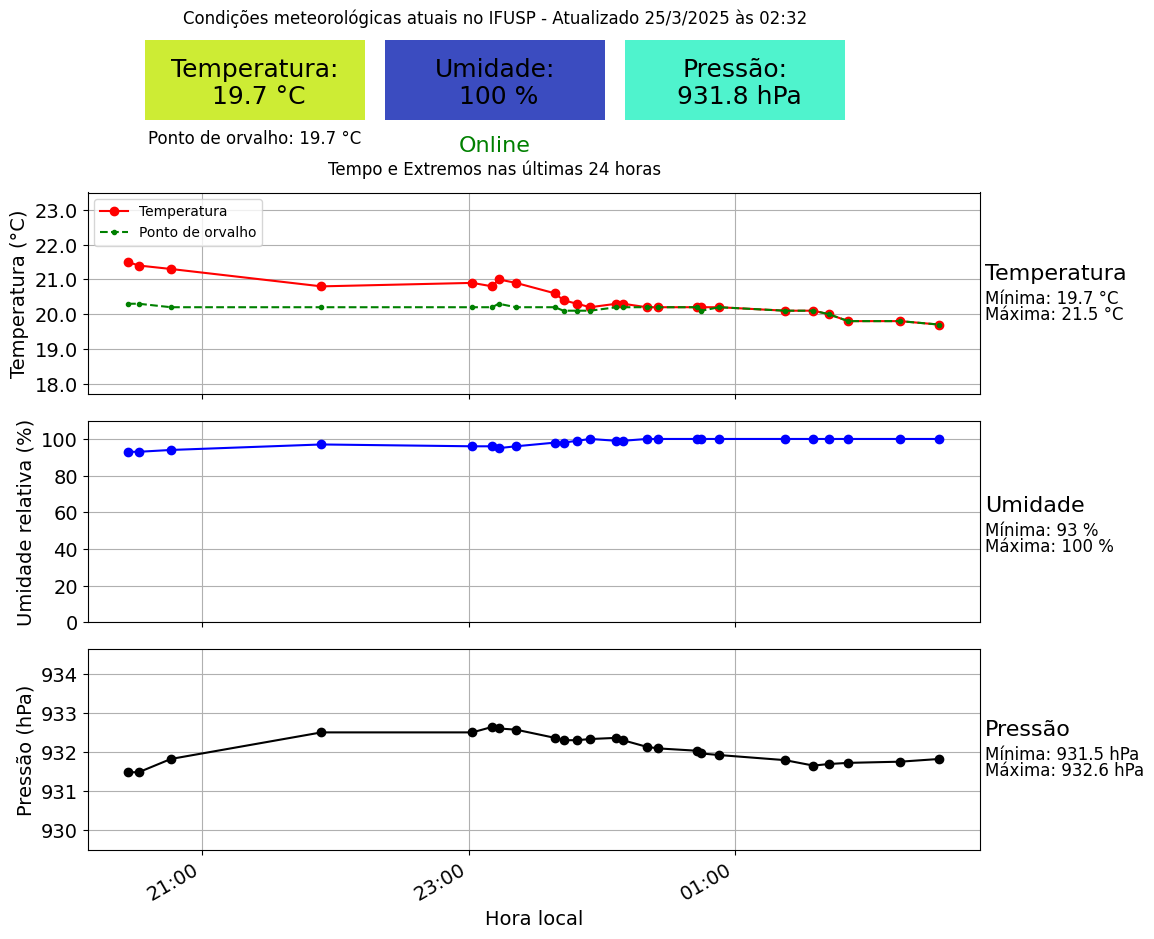 Condições meteorológicas atuais no IFUSP - Atualizado 25/3/2025 às 02:32
Temperatura:
19.7 °C
Umidade:
100 %
Pressão:
931.8 hPa
Ponto de orvalho: 19.7 °C
Online
Tempo e Extremos nas últimas 24 horas
Temperatura (°C)
23.0
22.0
21.0
20.0
19.0
18.0
Temperatura
Ponto de orvalho
Temperatura
Mínima: 19.7 °C
Máxima: 21.5 °C
Umidade relativa (%)
100
80
60
40
20
0
Umidade
Mínima: 93 %
Máxima: 100 %
Pressão (hPa)
934
933
932
931
930
Pressão
Mínima: 931.5 hPa
Máxima: 932.6 hPa
21:00
23:00
01:00
Hora local